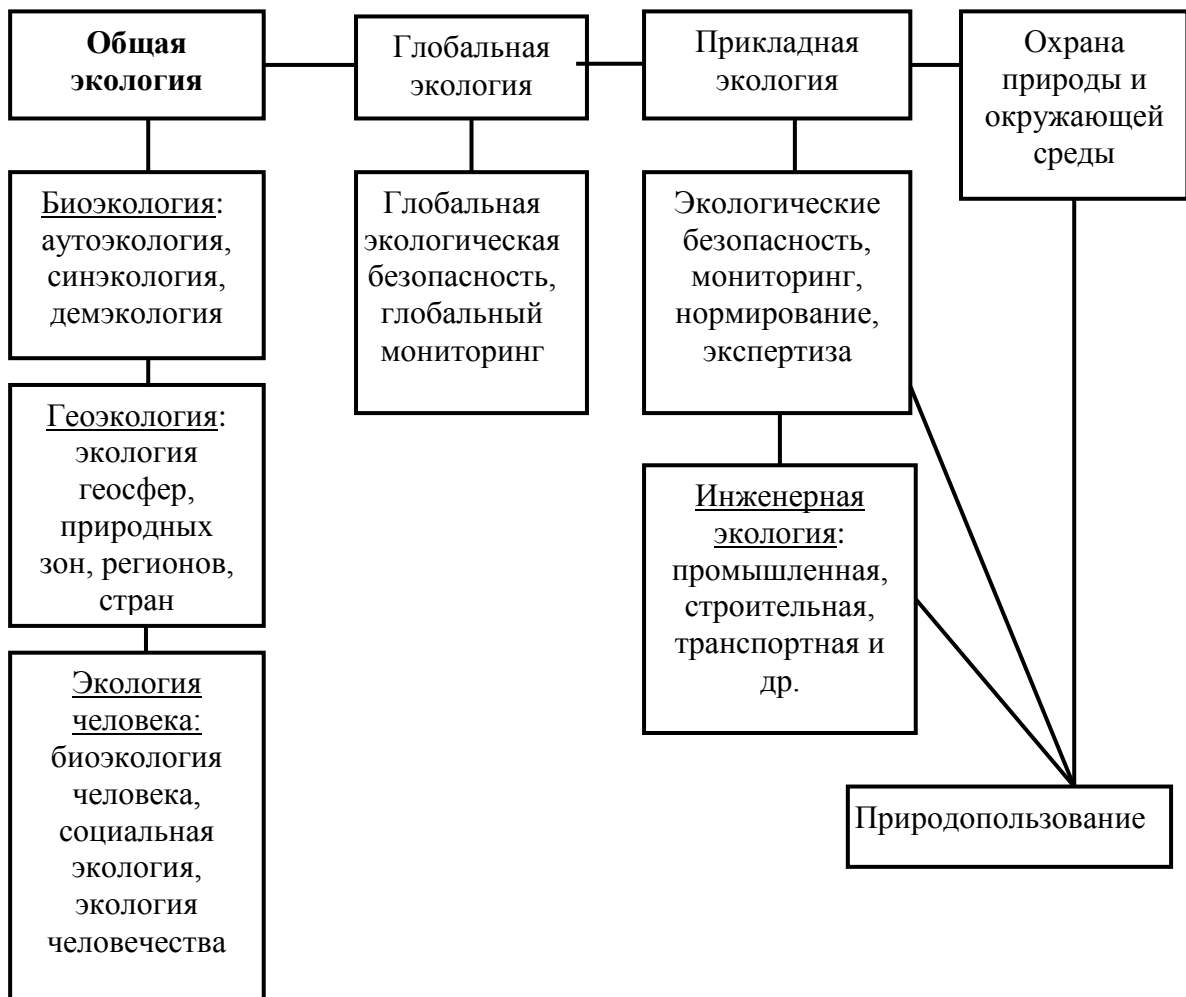 Общая
экология
Глобальная
экология
Прикладная
экология
Охрана
природы и
окружающей
среды
Биоэкология:
аутоэкология,
синэкология,
демэкология
Глобальная
экологическая
безопасность,
глобальный
мониторинг
Экологические
безопасность,
мониторинг,
нормирование,
экспертиза
Геоэкология:
экология
геосфер,
природных
зон, регионов,
стран
Инженерная
экология:
промышленная,
строительная,
транспортная и
др.
Экология
человека:
биоэкология
человека,
социальная
экология,
экология
человечества
Природопользование